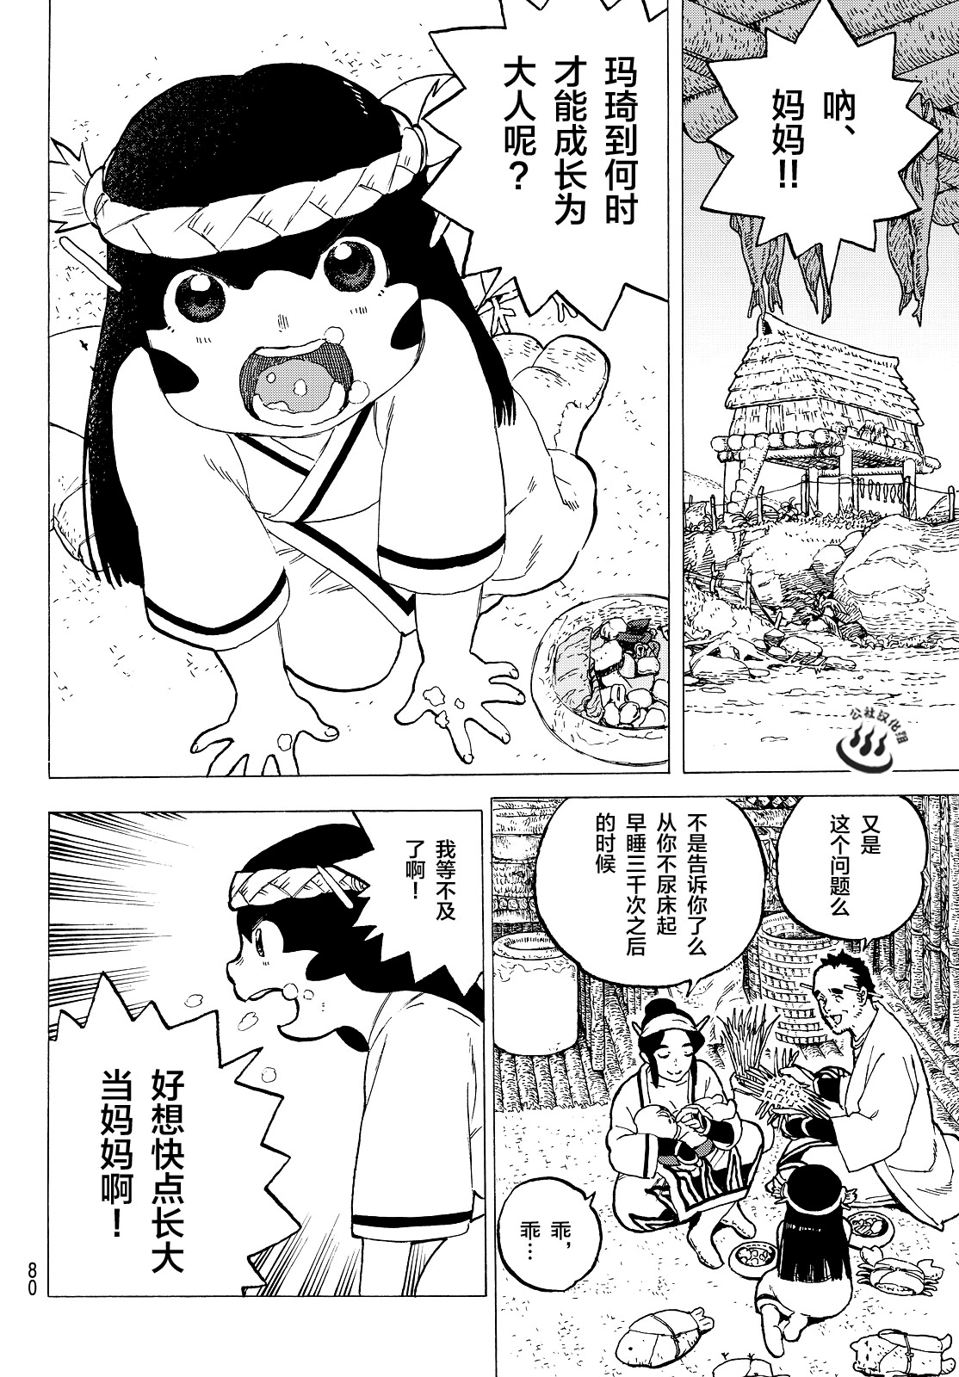 吶、
妈妈!!
玛琦到何时
才能成长为
大人呢？
公社汉化组
又是
这个问题么
不是告诉你了么
从你不尿床起
早睡三千次之后
的时候
乖，
乖…
我等不及
了啊！
好想快点长大
当妈妈啊！
80